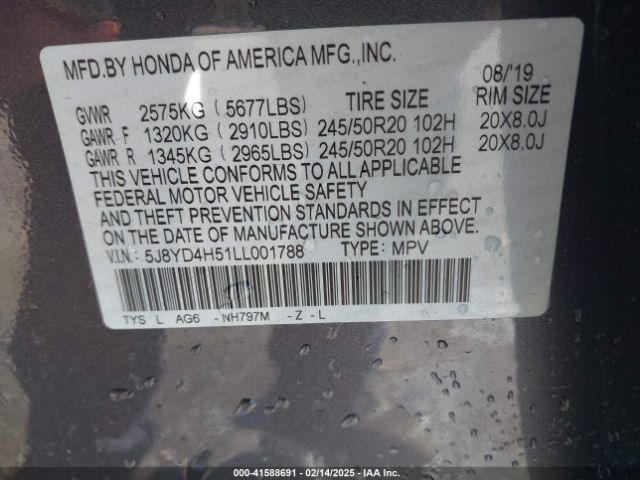 MFD.BY HONDA OF AMERICA MFG.,INC.
08/'19
GVWR 2575KG (5677LBS) TIRE SIZE RIM SIZE
GAWR F 1320KG (2910LBS) 245/50R20 102H 20X8.0J
GAWR R 1345KG (2965LBS) 245/50R20 102H 20X8.0J
THIS VEHICLE CONFORMS TO ALL APPLICABLE
FEDERAL MOTOR VEHICLE SAFETY
AND THEFT PREVENTION STANDARDS IN EFFECT
ON THE DATE OF MANUFACTURE SHOWN ABOVE.
V.I.N.: 5J8YD4H51LL001788 TYPE: MPV
TYS L AG6 -NH797M -Z -L
000-41588691 - 02/14/2025 - IAA Inc.